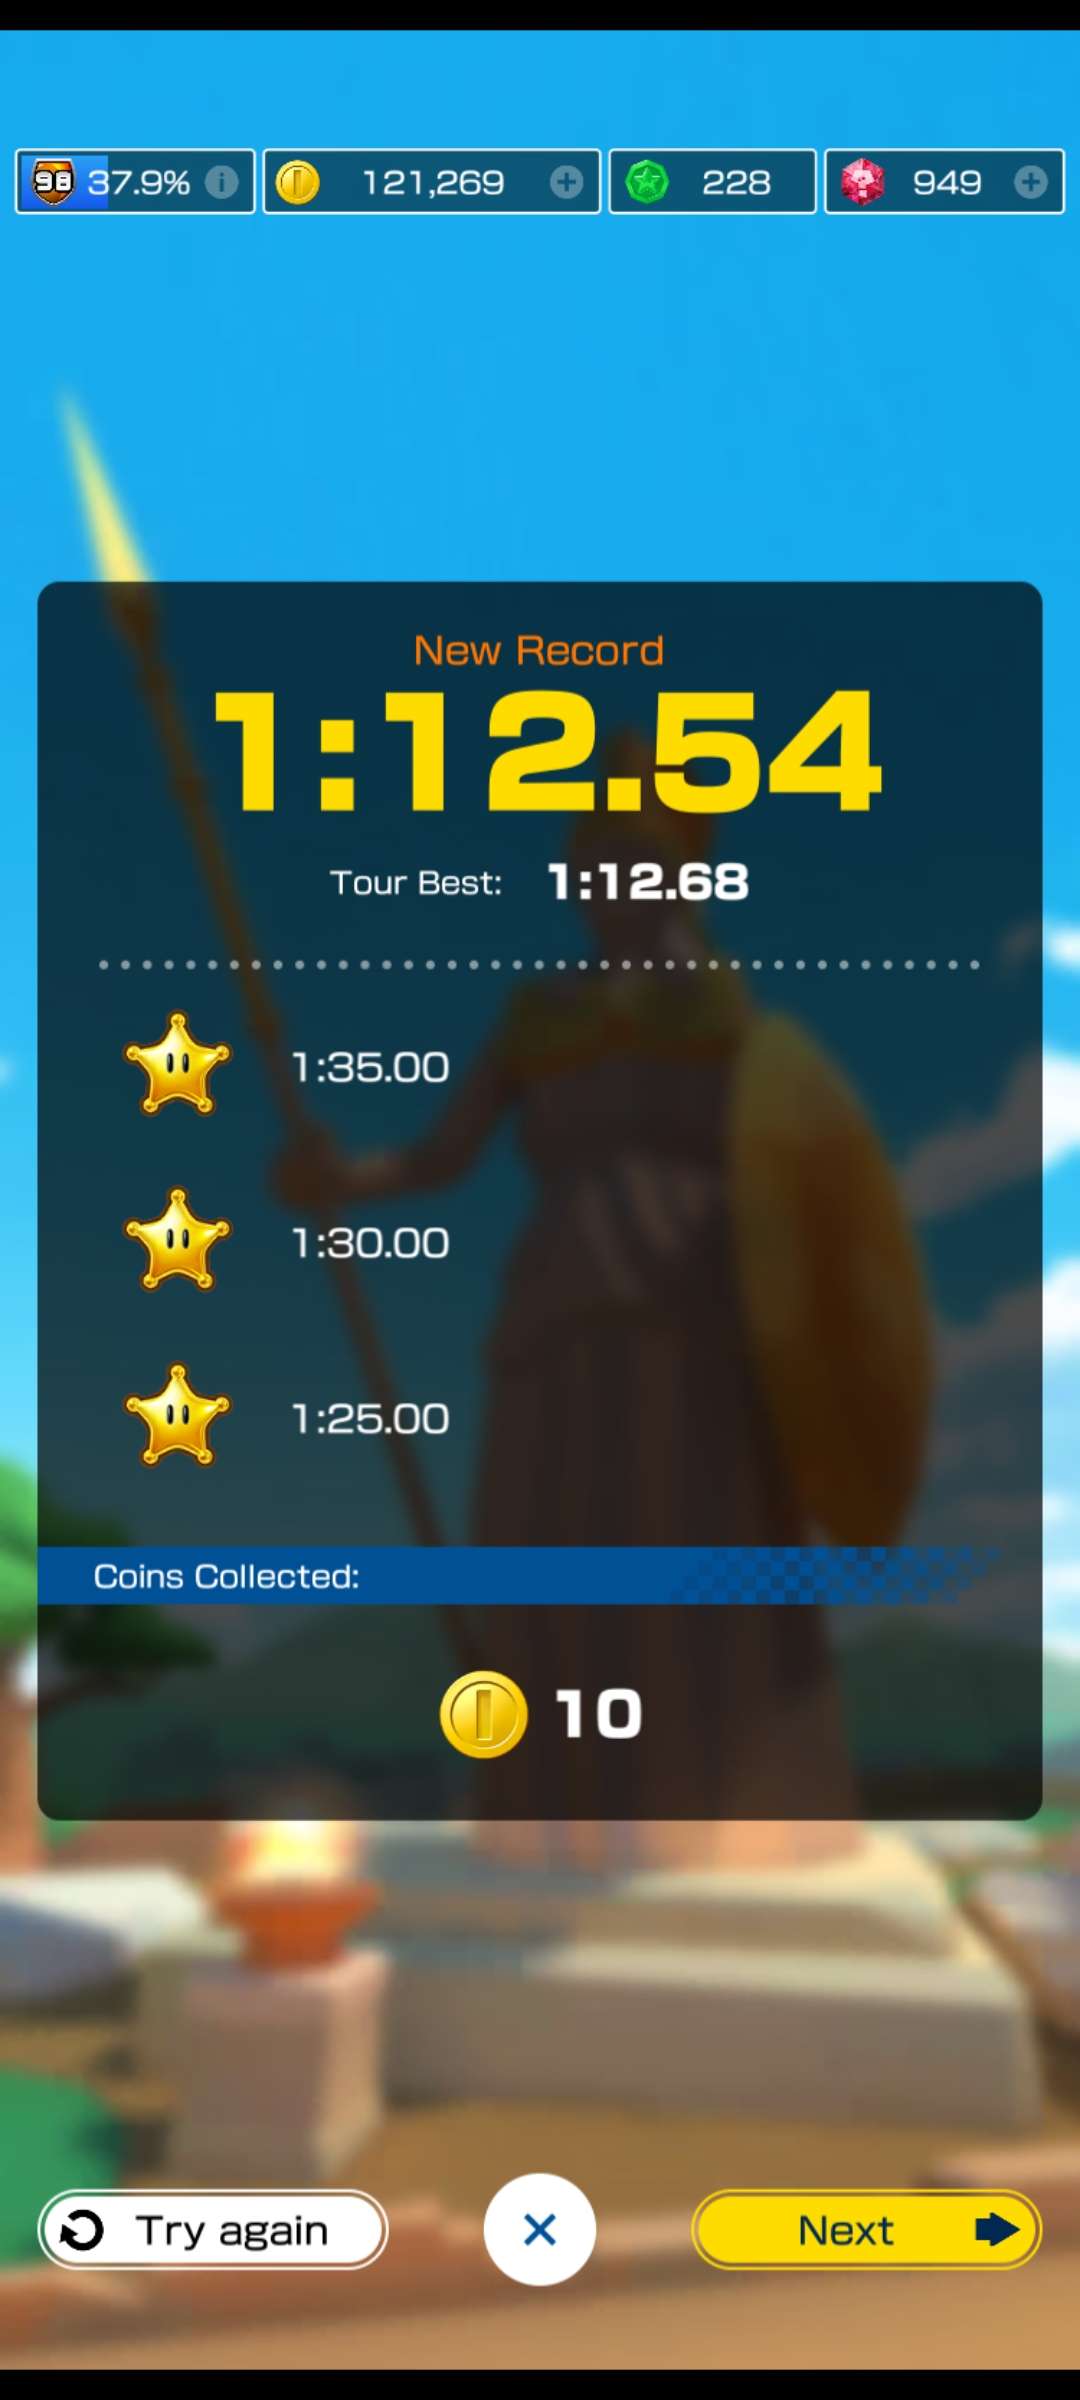 98 37.9% i 121,269 + 228 949 +
New Record
1:12.54
Tour Best: 1:12.68
1:35.00
1:30.00
1:25.00
Coins Collected:
10
Try again × Next